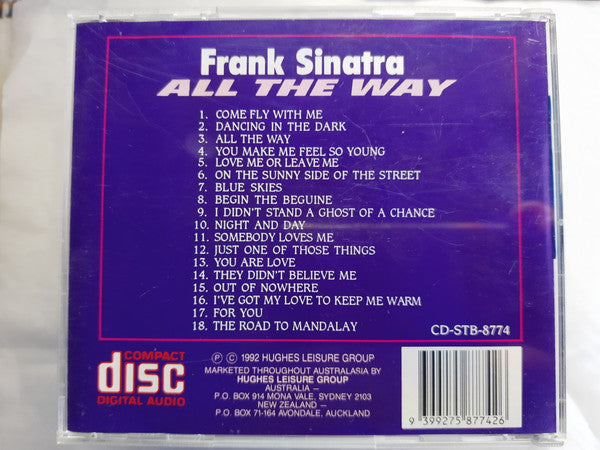 Frank Sinatra
ALL THE WAY
1. COME FLY WITH ME
2. DANCING IN THE DARK
3. ALL THE WAY
4. YOU MAKE ME FEEL SO YOUNG
5. LOVE ME OR LEAVE ME
6. ON THE SUNNY SIDE OF THE STREET
7. BLUE SKIES
8. BEGIN THE BEGUINE
9. I DIDN'T STAND A GHOST OF A CHANCE
10. NIGHT AND DAY
11. SOMEBODY LOVES ME
12. JUST ONE OF THOSE THINGS
13. YOU ARE LOVE
14. THEY DIDN'T BELIEVE ME
15. OUT OF NOWHERE
16. I'VE GOT MY LOVE TO KEEP ME WARM
17. FOR YOU
18. THE ROAD TO MANDALAY
CD-STB-8774
COMPACT
disc
DIGITAL AUDIO
Ⓟ © 1992 HUGHES LEISURE GROUP
MARKETED THROUGHOUT AUSTRALASIA BY
HUGHES LEISURE GROUP
AUSTRALIA —
P.O. BOX 914 MONA VALE, SYDNEY 2103
NEW ZEALAND —
P.O. BOX 71-164 AVONDALE, AUCKLAND
9 399275 877426